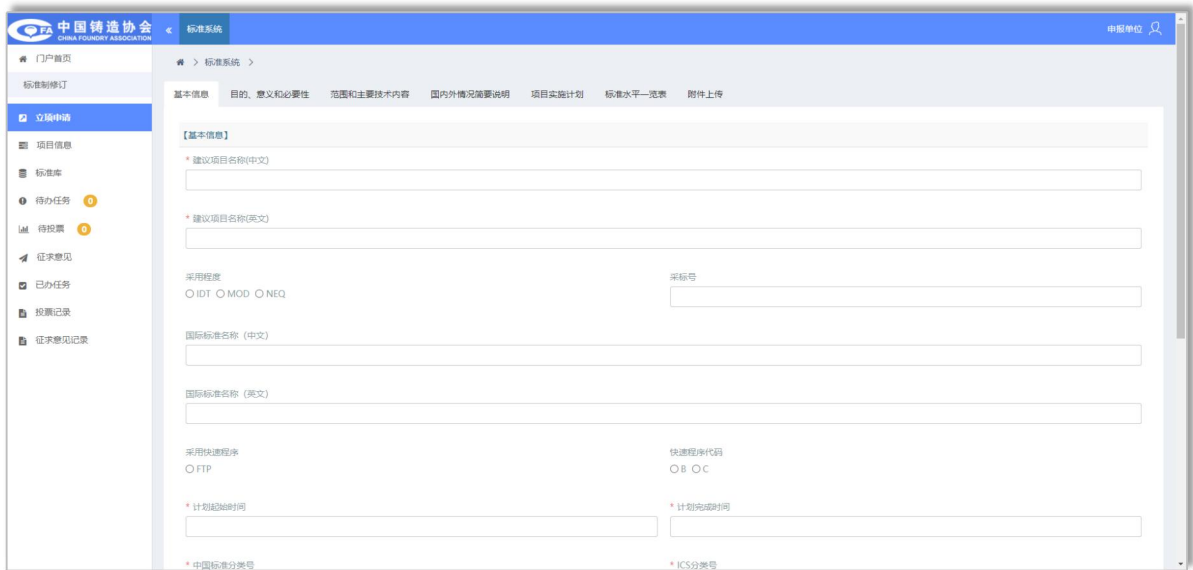 中国铸造协会
CHINA FOUNDRY ASSOCIATION
FA
«
标准系统
申报单位
门户首页
标准制修订
立项申请
项目信息
标准库
待办任务 0
待投票 0
征求意见
已办任务
投票记录
征求意见记录
> 标准系统 >
基本信息 目的、意义和必要性 范围和主要技术内容 国内外情况简要说明 项目实施计划 标准水平一览表 附件上传
【基本信息】
* 建议项目名称(中文)
* 建议项目名称(英文)
采用程度 采标号
IDT MOD NEQ
国际标准名称（中文）
国际标准名称（英文）
采用快速程序 快速程序代码
FTP B C
* 计划起始时间 * 计划完成时间
* 中国标准分类号 * ICS分类号